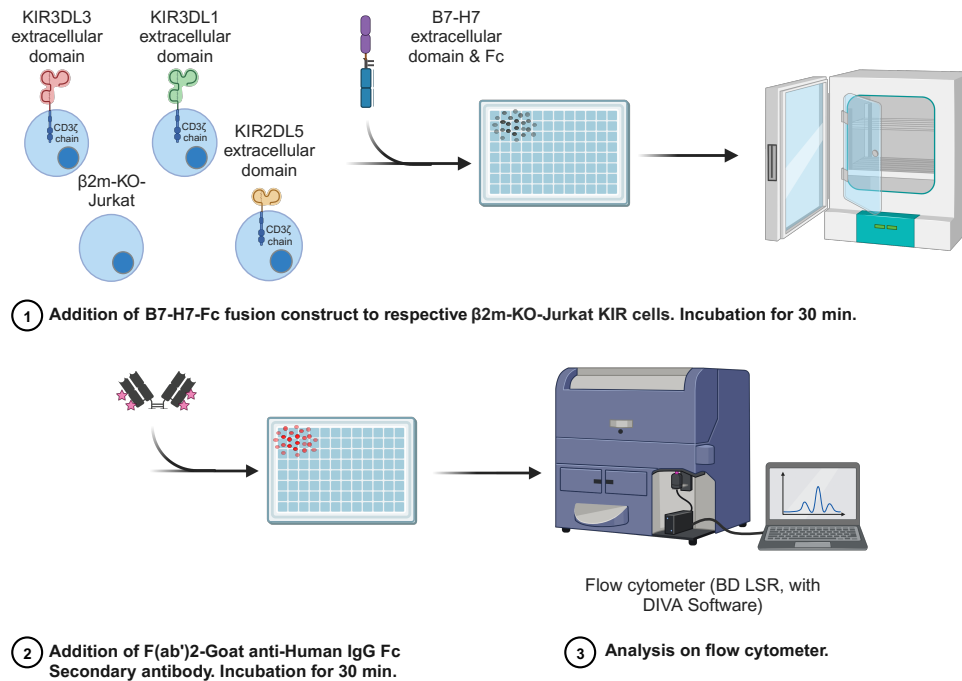 KIR3DL3
extracellular
domain
KIR3DL1
extracellular
domain
B7-H7
extracellular
domain & Fc
CD3ζ
chain
CD3ζ
chain
KIR2DL5
extracellular
domain
β2m-KO-
Jurkat
CD3ζ
chain
1 Addition of B7-H7-Fc fusion construct to respective β2m-KO-Jurkat KIR cells. Incubation for 30 min.
Flow cytometer (BD LSR, with
DIVA Software)
2 Addition of F(ab')2-Goat anti-Human IgG Fc
Secondary antibody. Incubation for 30 min.
3 Analysis on flow cytometer.